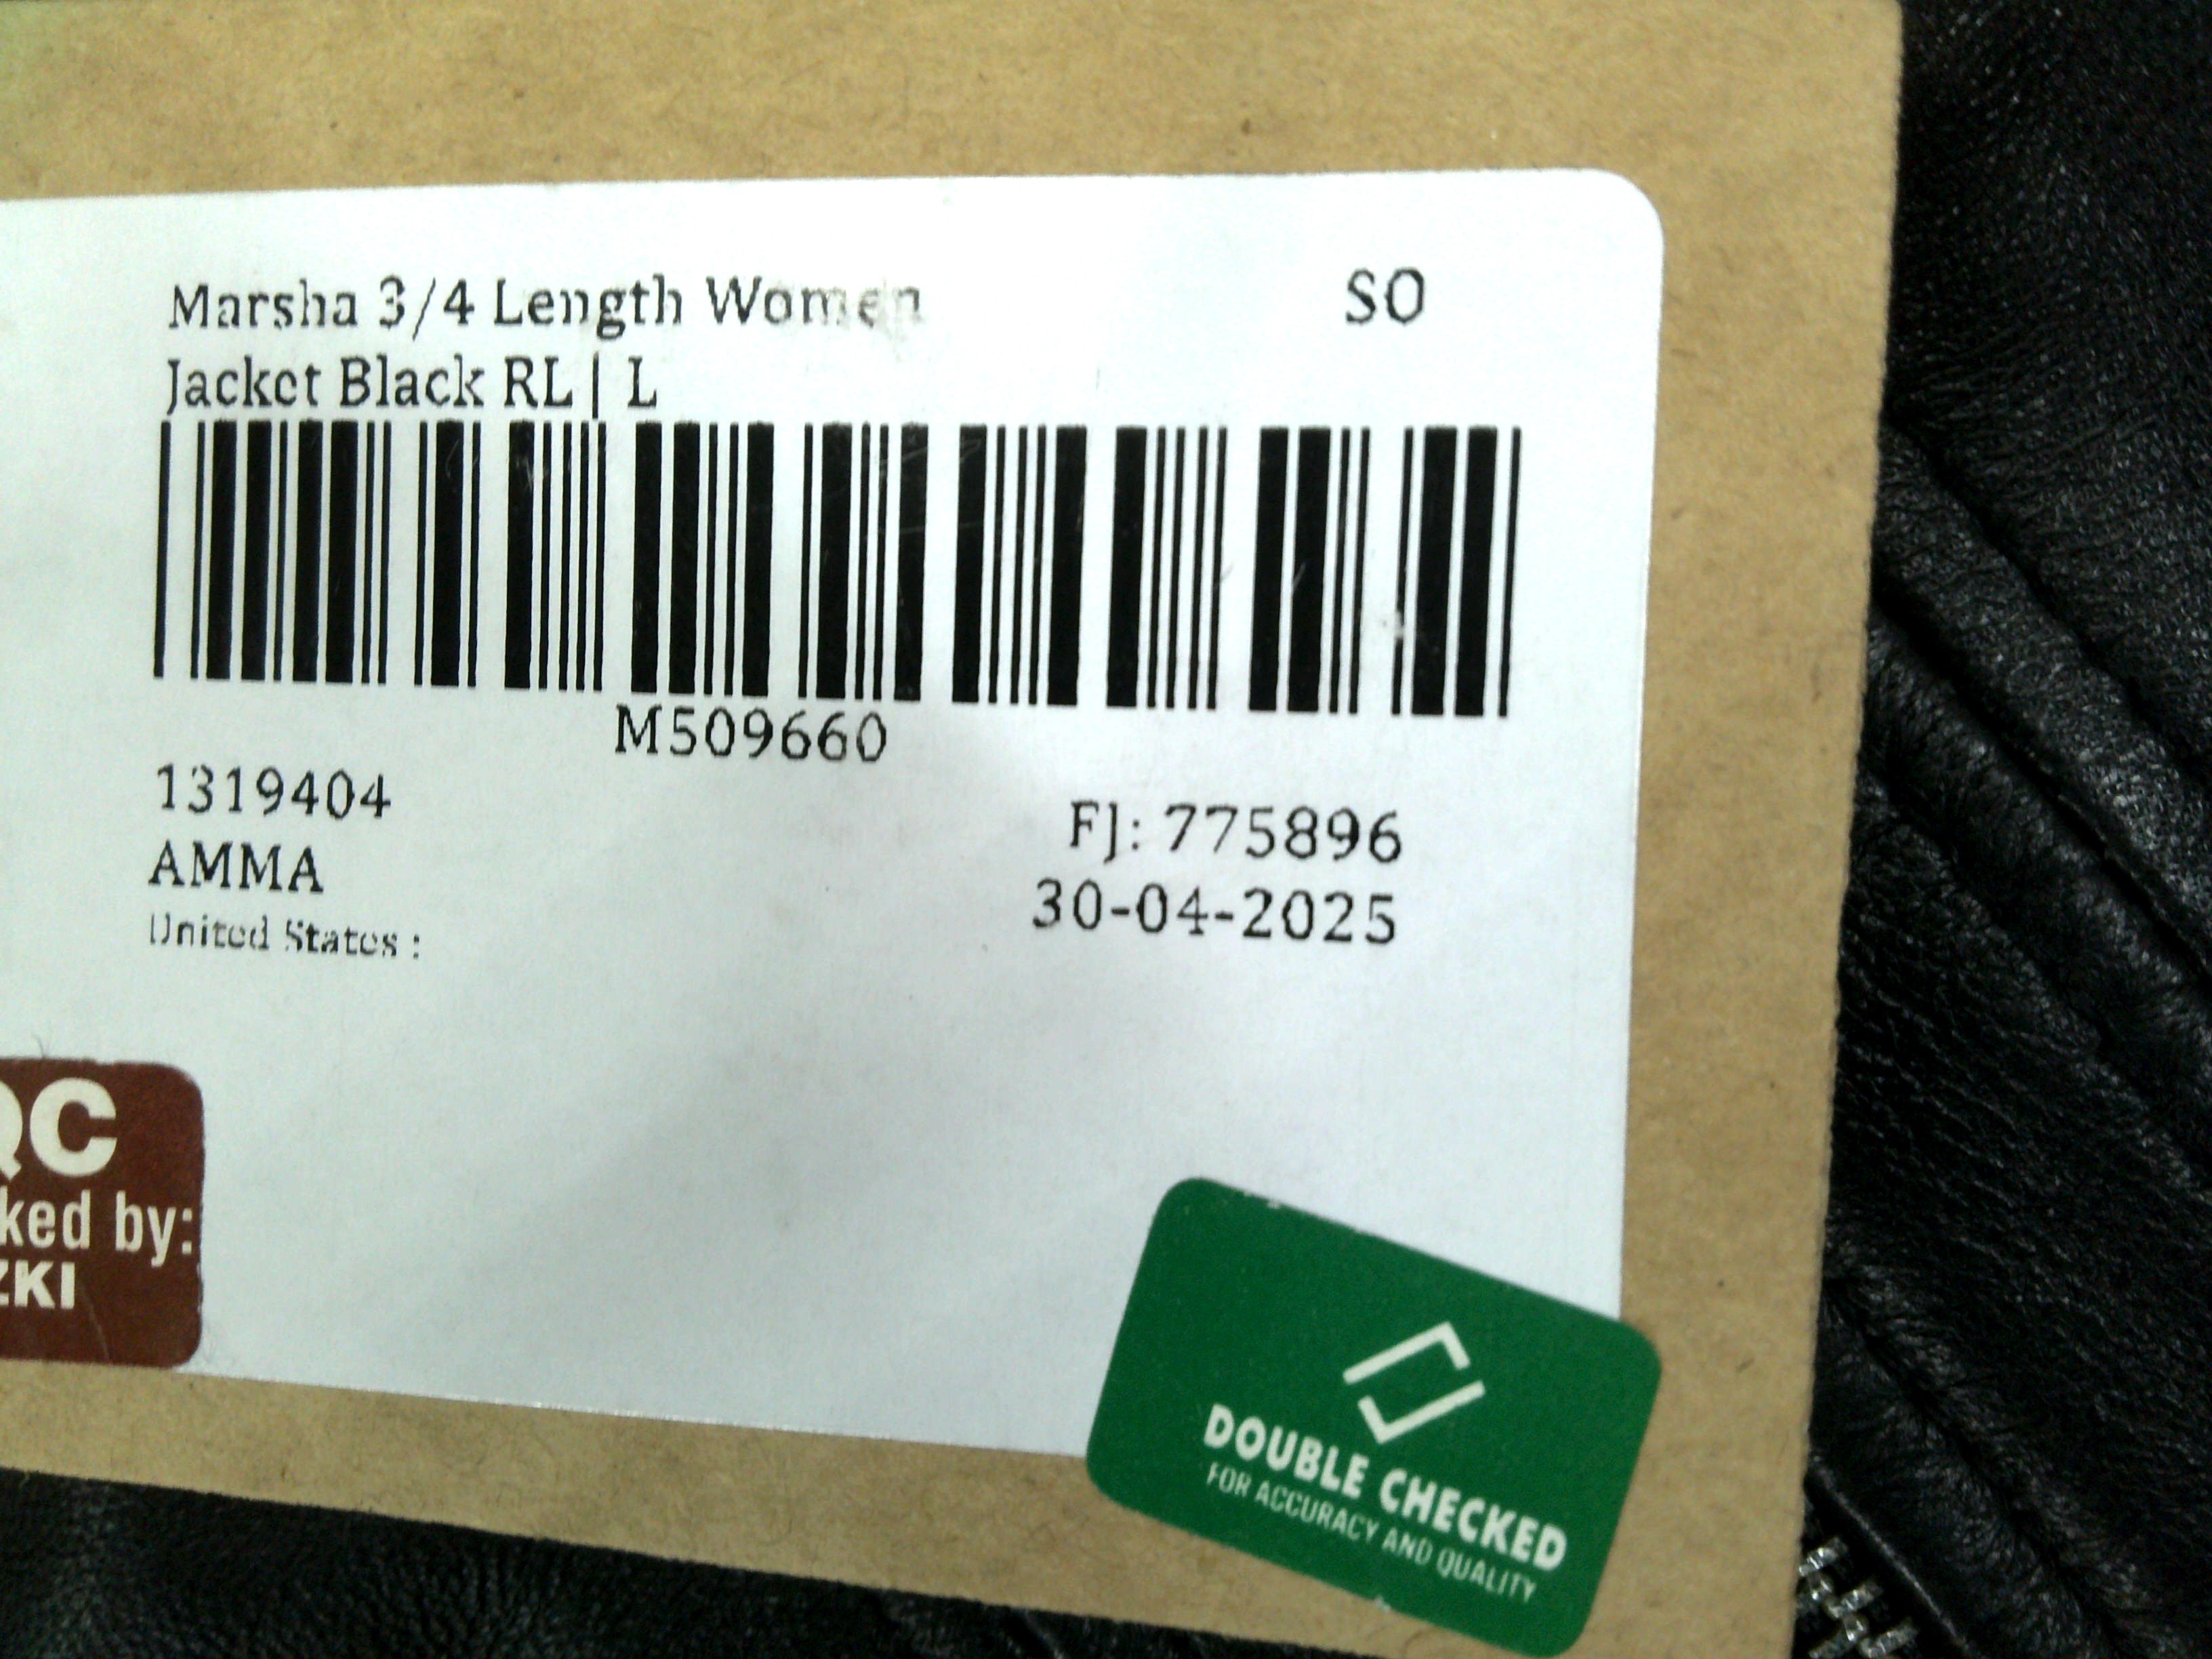 Marsha 3/4 Length Women SO
Jacket Black RL | L
M509660
1319404
FJ: 775896
AMMA
30-04-2025
United States :
QC
ked by:
ZKI
DOUBLE CHECKED
FOR ACCURACY AND QUALITY